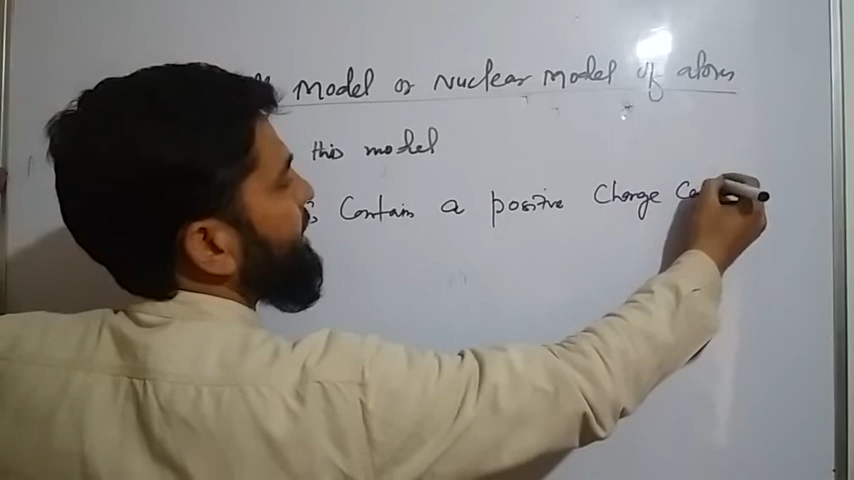 model or Nuclear model of atom
this model
Contain a positive Charge